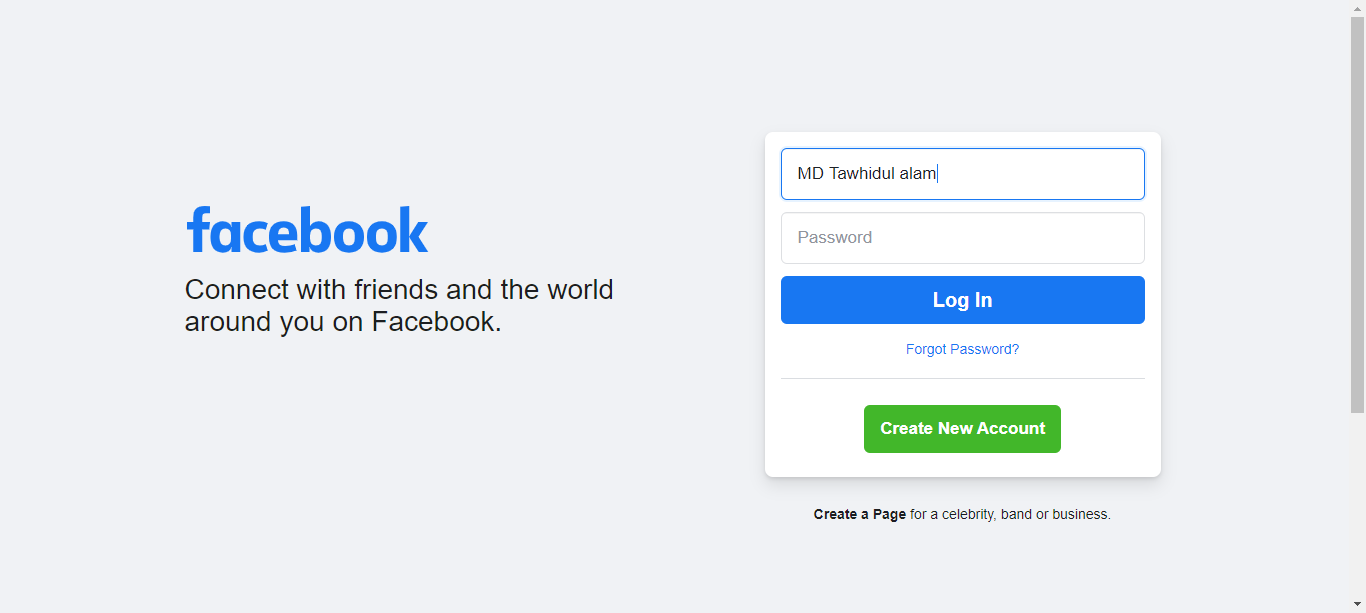 facebook
Connect with friends and the world
around you on Facebook.
MD Tawhidul alam
Password
Log In
Forgot Password?
Create New Account
Create a Page for a celebrity, band or business.